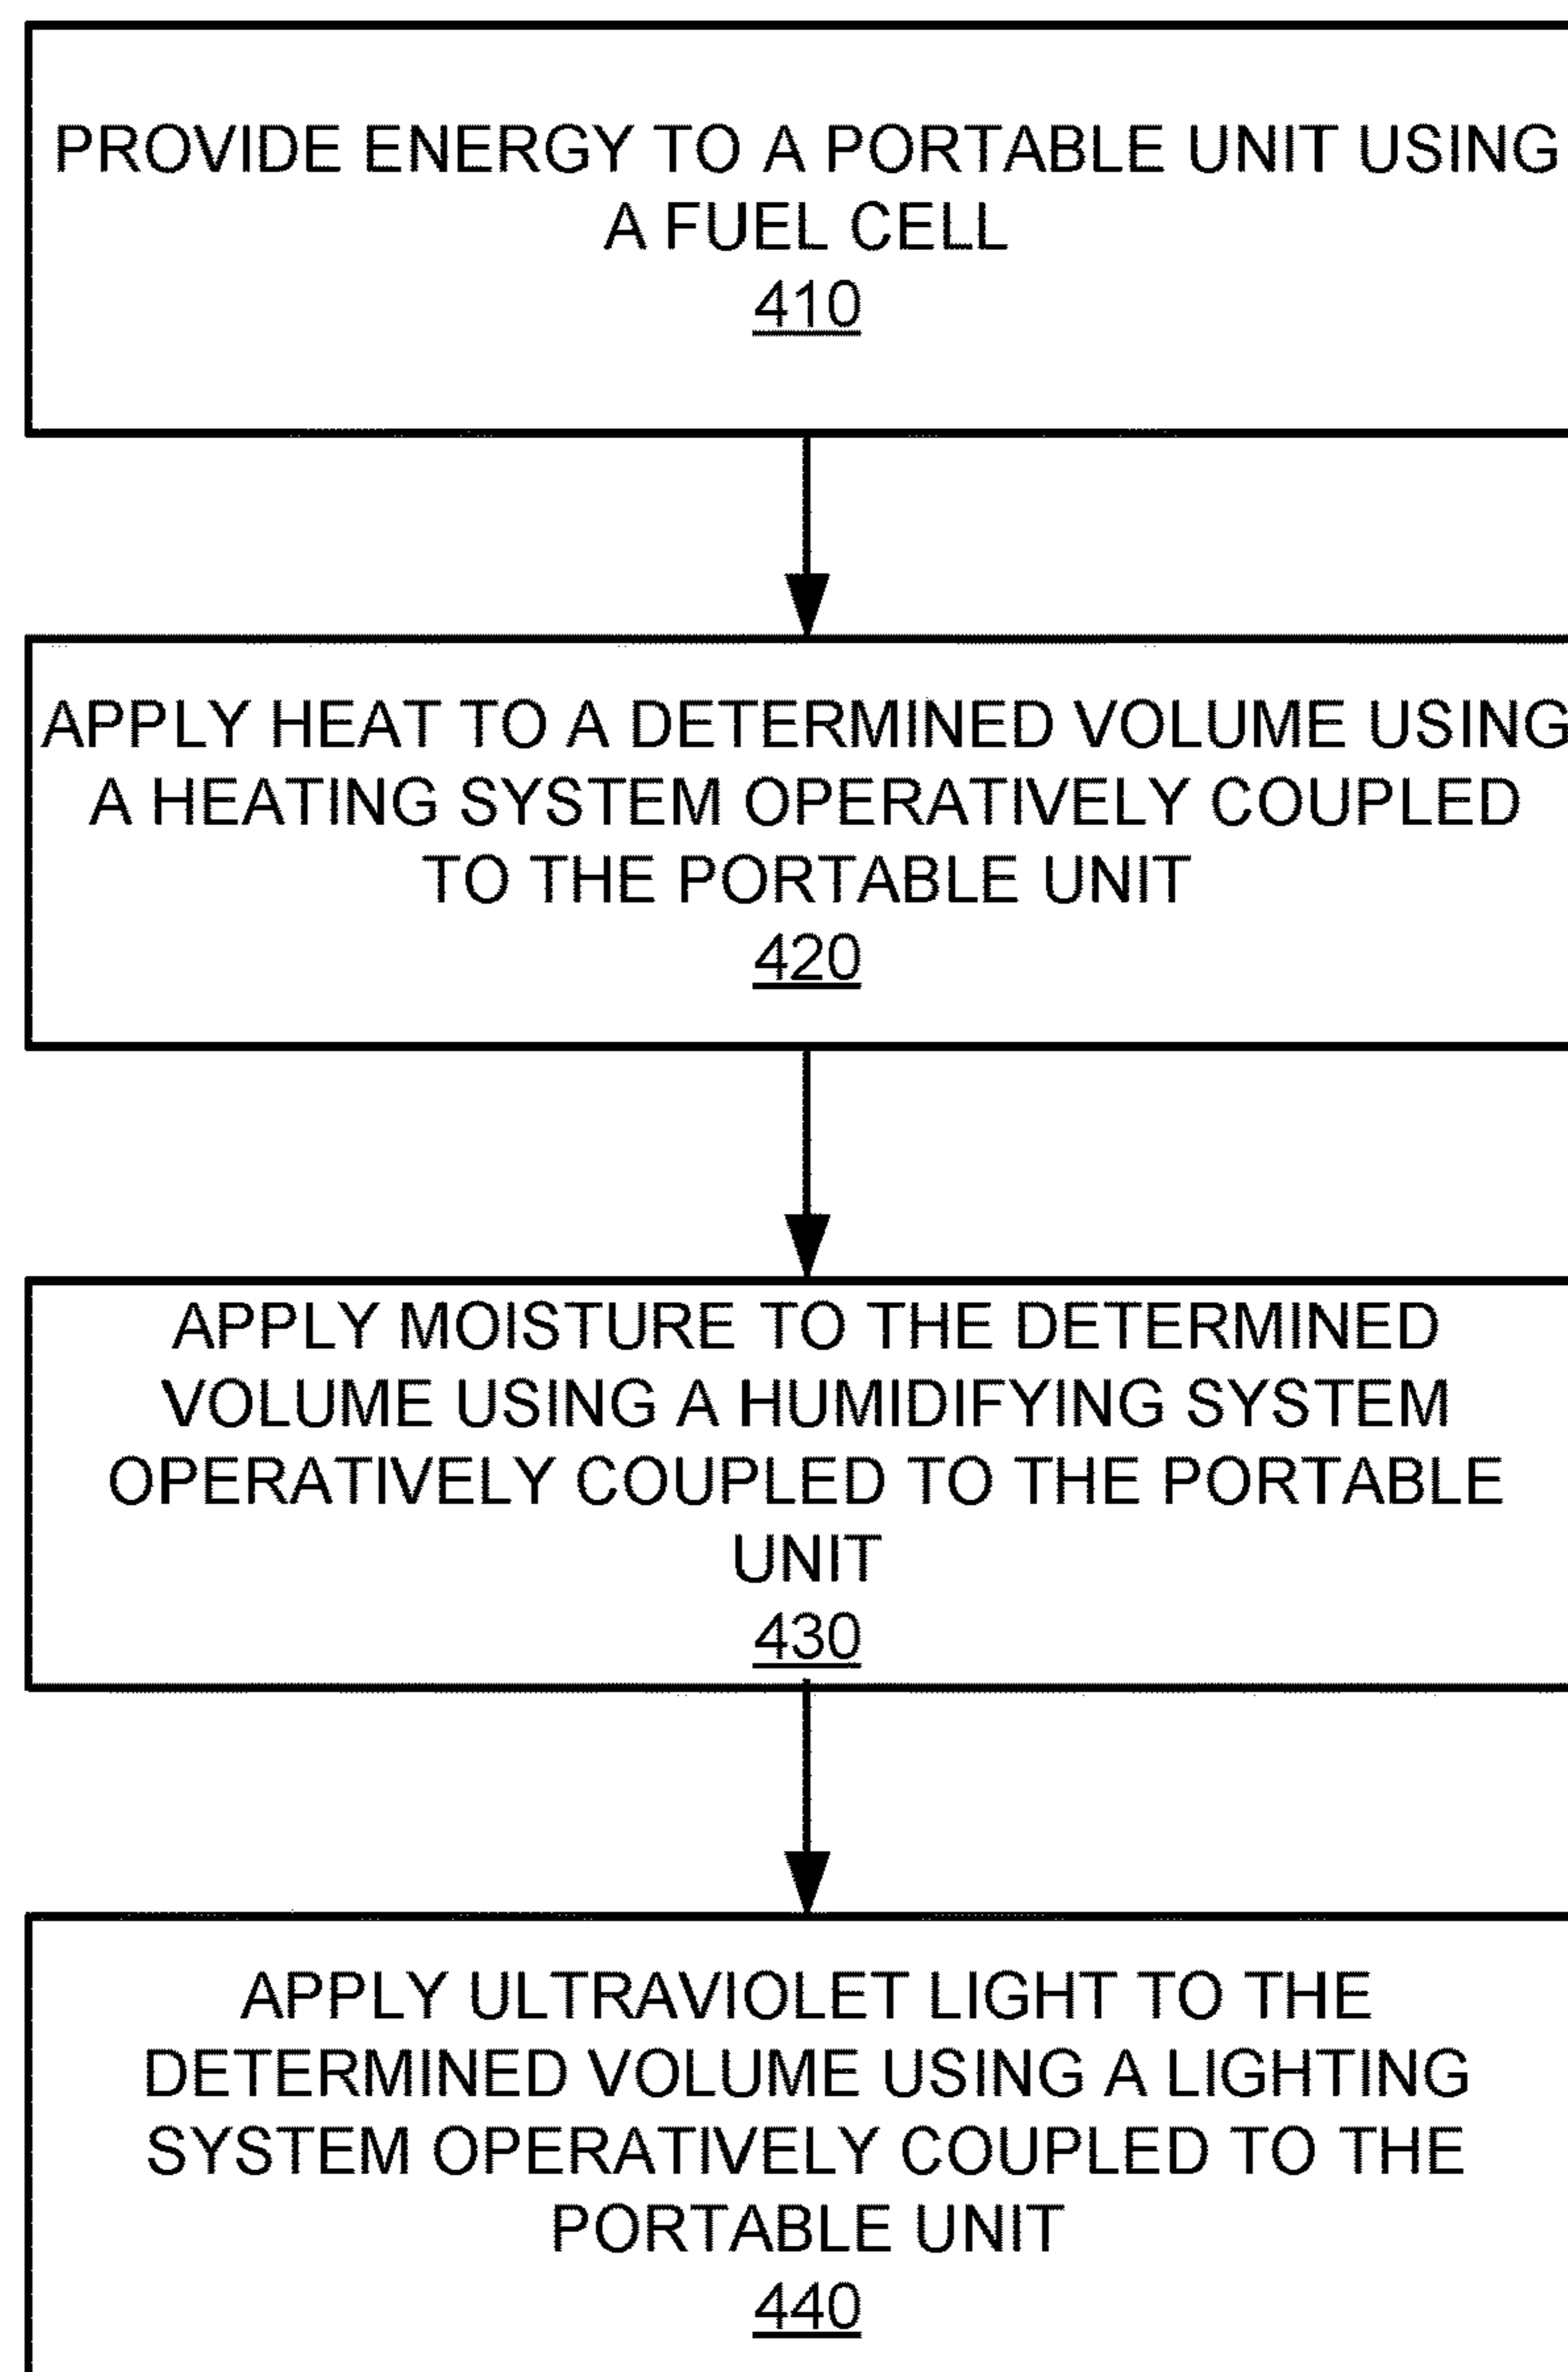 PROVIDE ENERGY TO A PORTABLE UNIT USING
A FUEL CELL
410
APPLY HEAT TO A DETERMINED VOLUME USING
A HEATING SYSTEM OPERATIVELY COUPLED
TO THE PORTABLE UNIT
420
APPLY MOISTURE TO THE DETERMINED
VOLUME USING A HUMIDIFYING SYSTEM
OPERATIVELY COUPLED TO THE PORTABLE
UNIT
430
APPLY ULTRAVIOLET LIGHT TO THE
DETERMINED VOLUME USING A LIGHTING
SYSTEM OPERATIVELY COUPLED TO THE
PORTABLE UNIT
440